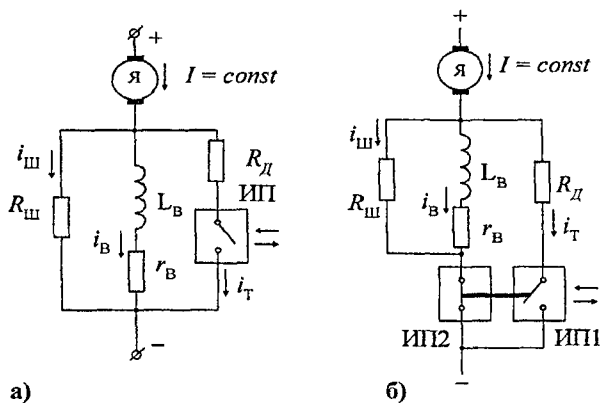 +
Я
I = const
iШ
RШ
LВ
iВ
rВ
RД
ИП
iТ
−
а)
+
Я
I = const
iШ
RШ
LВ
iВ
rВ
RД
iТ
ИП2
ИП1
−
б)